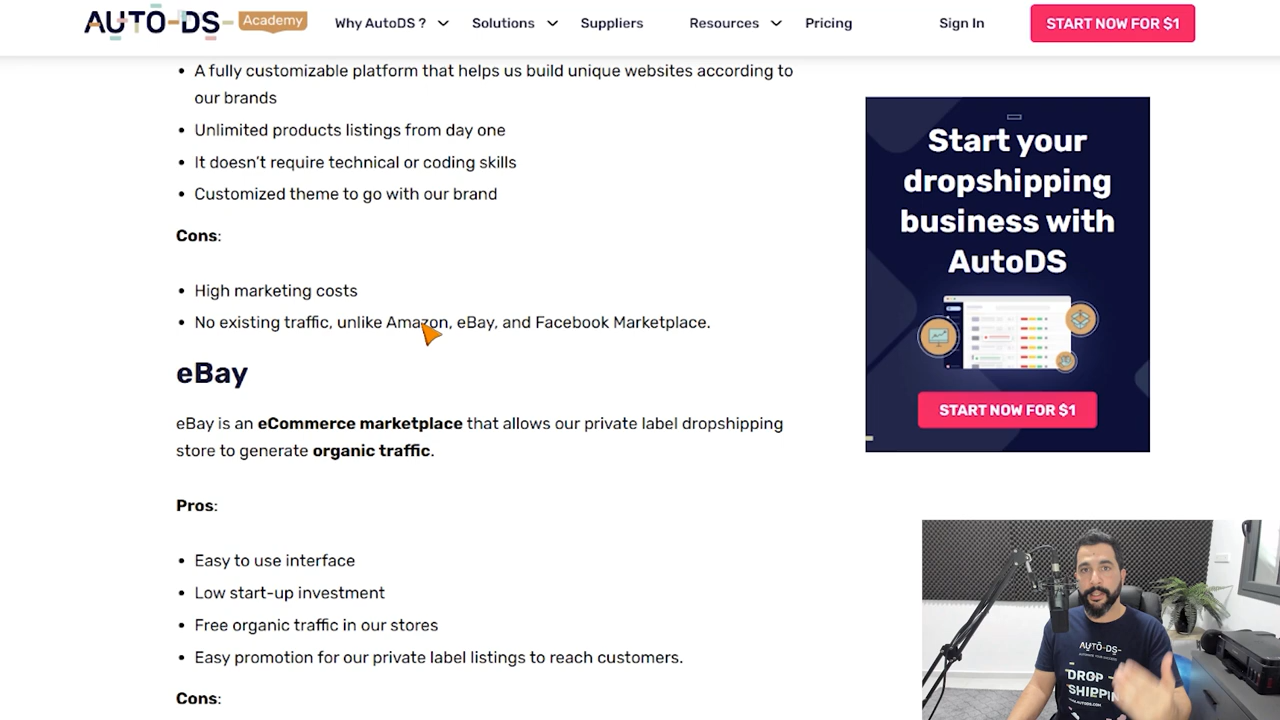 AUTO-DS Academy Why AutoDS ? Solutions Suppliers Resources Pricing Sign In START NOW FOR $1
• A fully customizable platform that helps us build unique websites according to
our brands
• Unlimited products listings from day one
• It doesn’t require technical or coding skills
• Customized theme to go with our brand
Cons:
• High marketing costs
• No existing traffic, unlike Amazon, eBay, and Facebook Marketplace.
eBay
eBay is an eCommerce marketplace that allows our private label dropshipping
store to generate organic traffic.
Pros:
• Easy to use interface
• Low start-up investment
• Free organic traffic in our stores
• Easy promotion for our private label listings to reach customers.
Cons:
Start your
dropshipping
business with
AutoDS
START NOW FOR $1
AUTO-DS
DROP
SHIPPIN